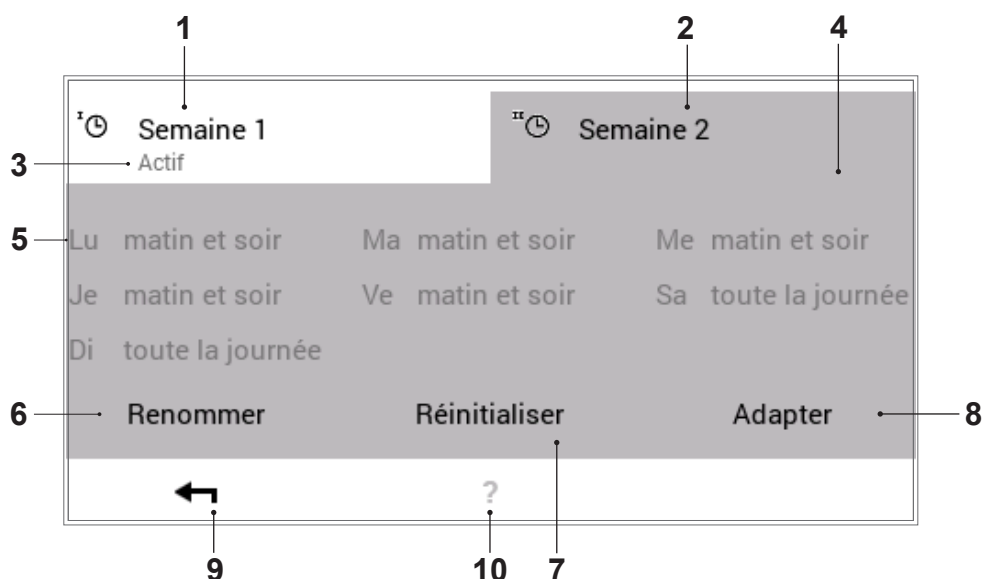 1 2 4
I Semaine 1 II Semaine 2
3 Actif
5 Lu matin et soir Ma matin et soir Me matin et soir
Je matin et soir Ve matin et soir Sa toute la journée
Di toute la journée
6 Renommer Réinitialiser Adapter 8
?
9 10 7